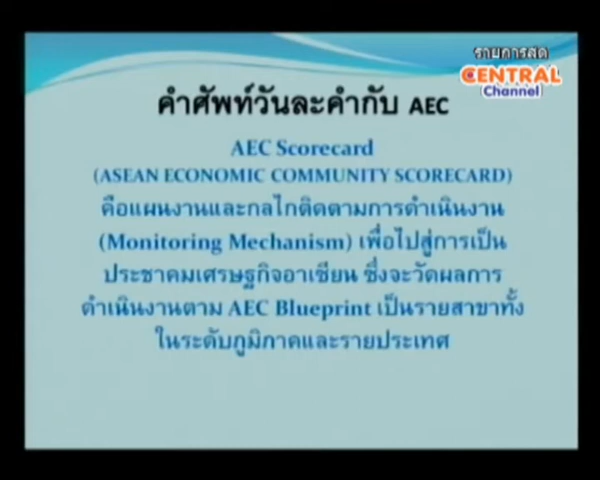 รายการสด
CENTRAL
Channel
คำศัพท์วันละคำกับ AEC
AEC Scorecard
(ASEAN ECONOMIC COMMUNITY SCORECARD)
คือแผนงานและกลไกติดตามการดำเนินงาน
(Monitoring Mechanism) เพื่อไปสู่การเป็น
ประชาคมเศรษฐกิจอาเซียน ซึ่งจะวัดผลการ
ดำเนินงานตาม AEC Blueprint เป็นรายสาขาทั้ง
ในระดับภูมิภาคและรายประเทศ